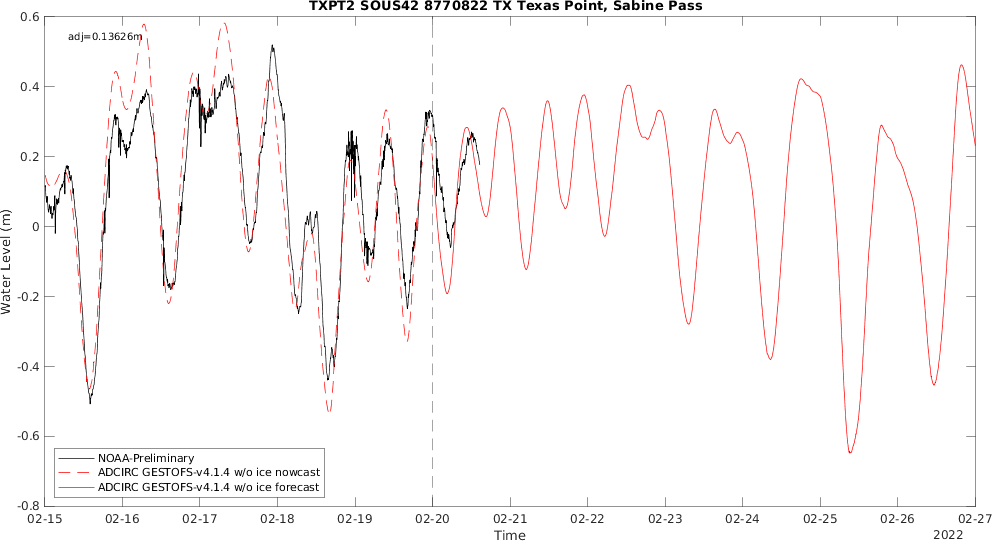 TXPT2 SOUS42 8770822 TX Texas Point, Sabine Pass
adj=0.13626m
0.6
0.4
0.2
0
-0.2
-0.4
-0.6
-0.8
Water Level (m)
NOAA-Preliminary
ADCIRC GESTOFS-v4.1.4 w/o ice nowcast
ADCIRC GESTOFS-v4.1.4 w/o ice forecast
02-15 02-16 02-17 02-18 02-19 02-20 02-21 02-22 02-23 02-24 02-25 02-26 02-27
Time
2022